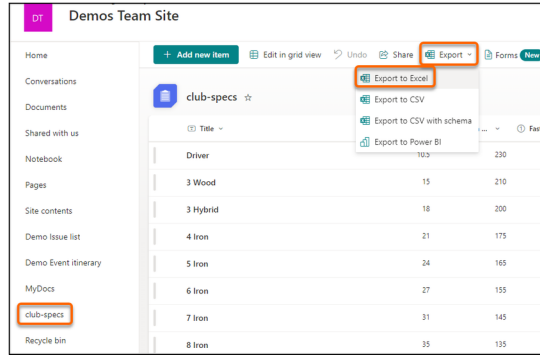 DT Demos Team Site
Home
Conversations
Documents
Shared with us
Notebook
Pages
Site contents
Demo Issue list
Demo Event itinerary
MyDocs
club-specs
Recycle bin
+ Add new item Edit in grid view Undo Share Export Forms New
Export to Excel
Export to CSV
Export to CSV with schema
Export to Power BI
club-specs
Title ... Fas
Driver 10.5 230
3 Wood 15 210
3 Hybrid 18 200
4 Iron 21 175
5 Iron 24 165
6 Iron 27 155
7 Iron 31 145
8 Iron 35 135